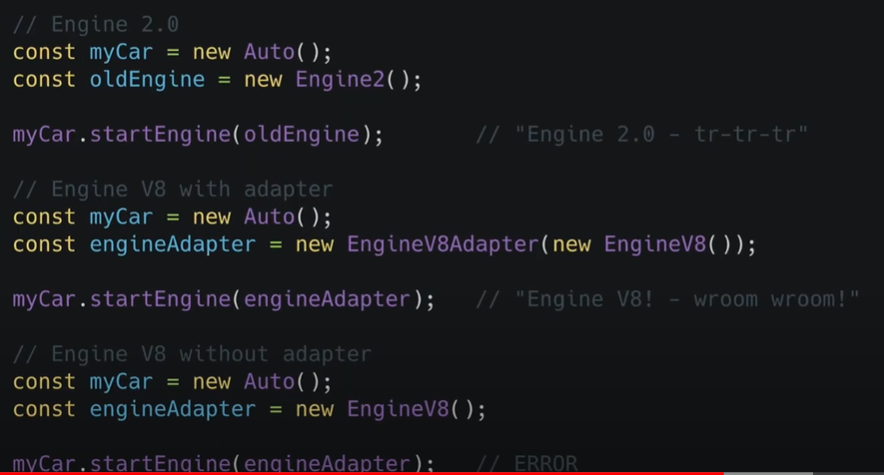 // Engine 2.0
const myCar = new Auto();
const oldEngine = new Engine2();
myCar.startEngine(oldEngine); // "Engine 2.0 - tr-tr-tr"
// Engine V8 with adapter
const myCar = new Auto();
const engineAdapter = new EngineV8Adapter(new EngineV8());
myCar.startEngine(engineAdapter); // "Engine V8! - wroom wroom!"
// Engine V8 without adapter
const myCar = new Auto();
const engineAdapter = new EngineV8();
myCar.startEngine(engineAdapter); // ERROR